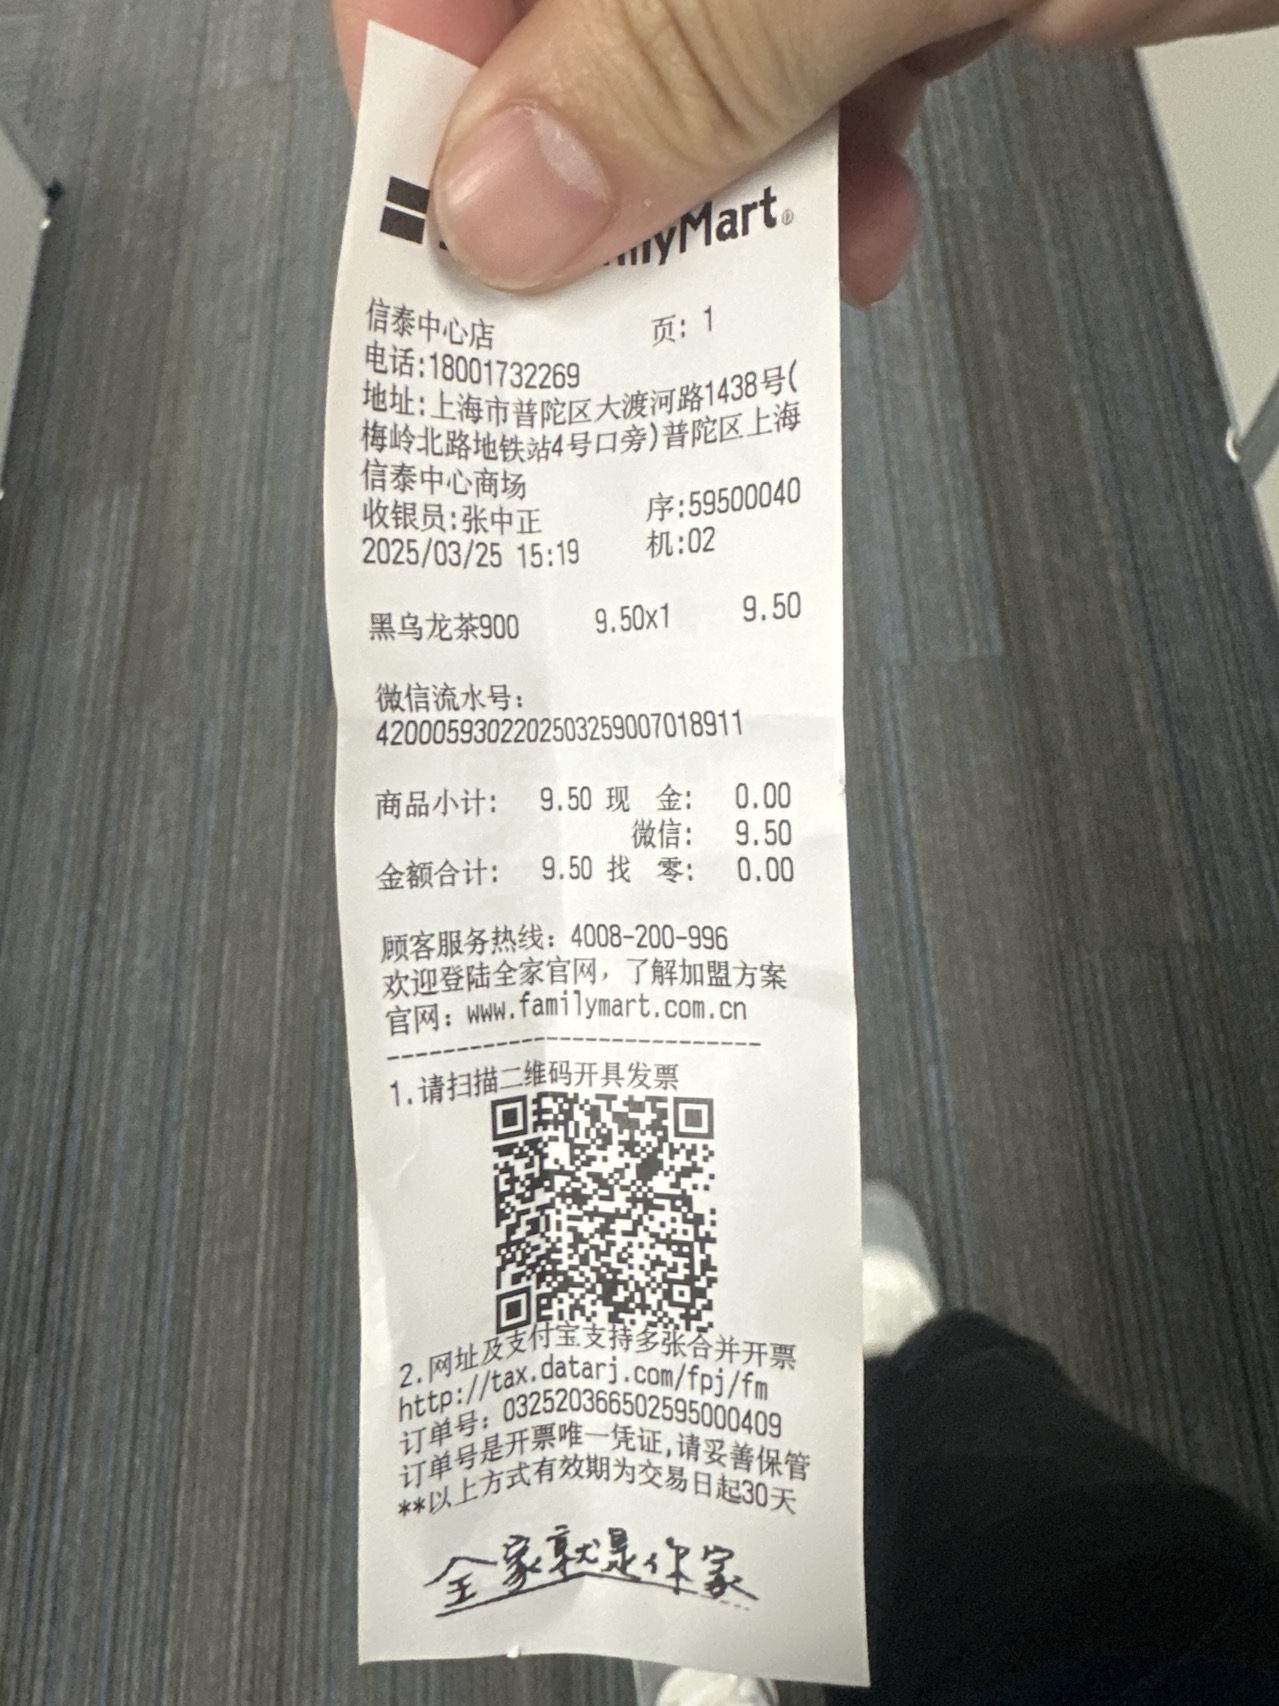 FamilyMart®
信泰中心店 页: 1
电话:18001732269
地址:上海市普陀区大渡河路1438号(
梅岭北路地铁站4号口旁)普陀区上海
信泰中心商场
收银员:张中正 序:59500040
2025/03/25 15:19 机:02
黑乌龙茶900 9.50x1 9.50
微信流水号:
4200059302202503259007018911
商品小计: 9.50 现 金: 0.00
微信: 9.50
金额合计: 9.50 找 零: 0.00
顾客服务热线: 4008-200-996
欢迎登陆全家官网, 了解加盟方案
官网: www.familymart.com.cn
--------------------------
1.请扫描二维码开具发票
2.网址及支付宝支持多张合并开票
http://tax.datarj.com/fpj/fm
订单号: 032520366502595000409
订单号是开票唯一凭证,请妥善保管
**以上方式有效期为交易日起30天
全家就是你家